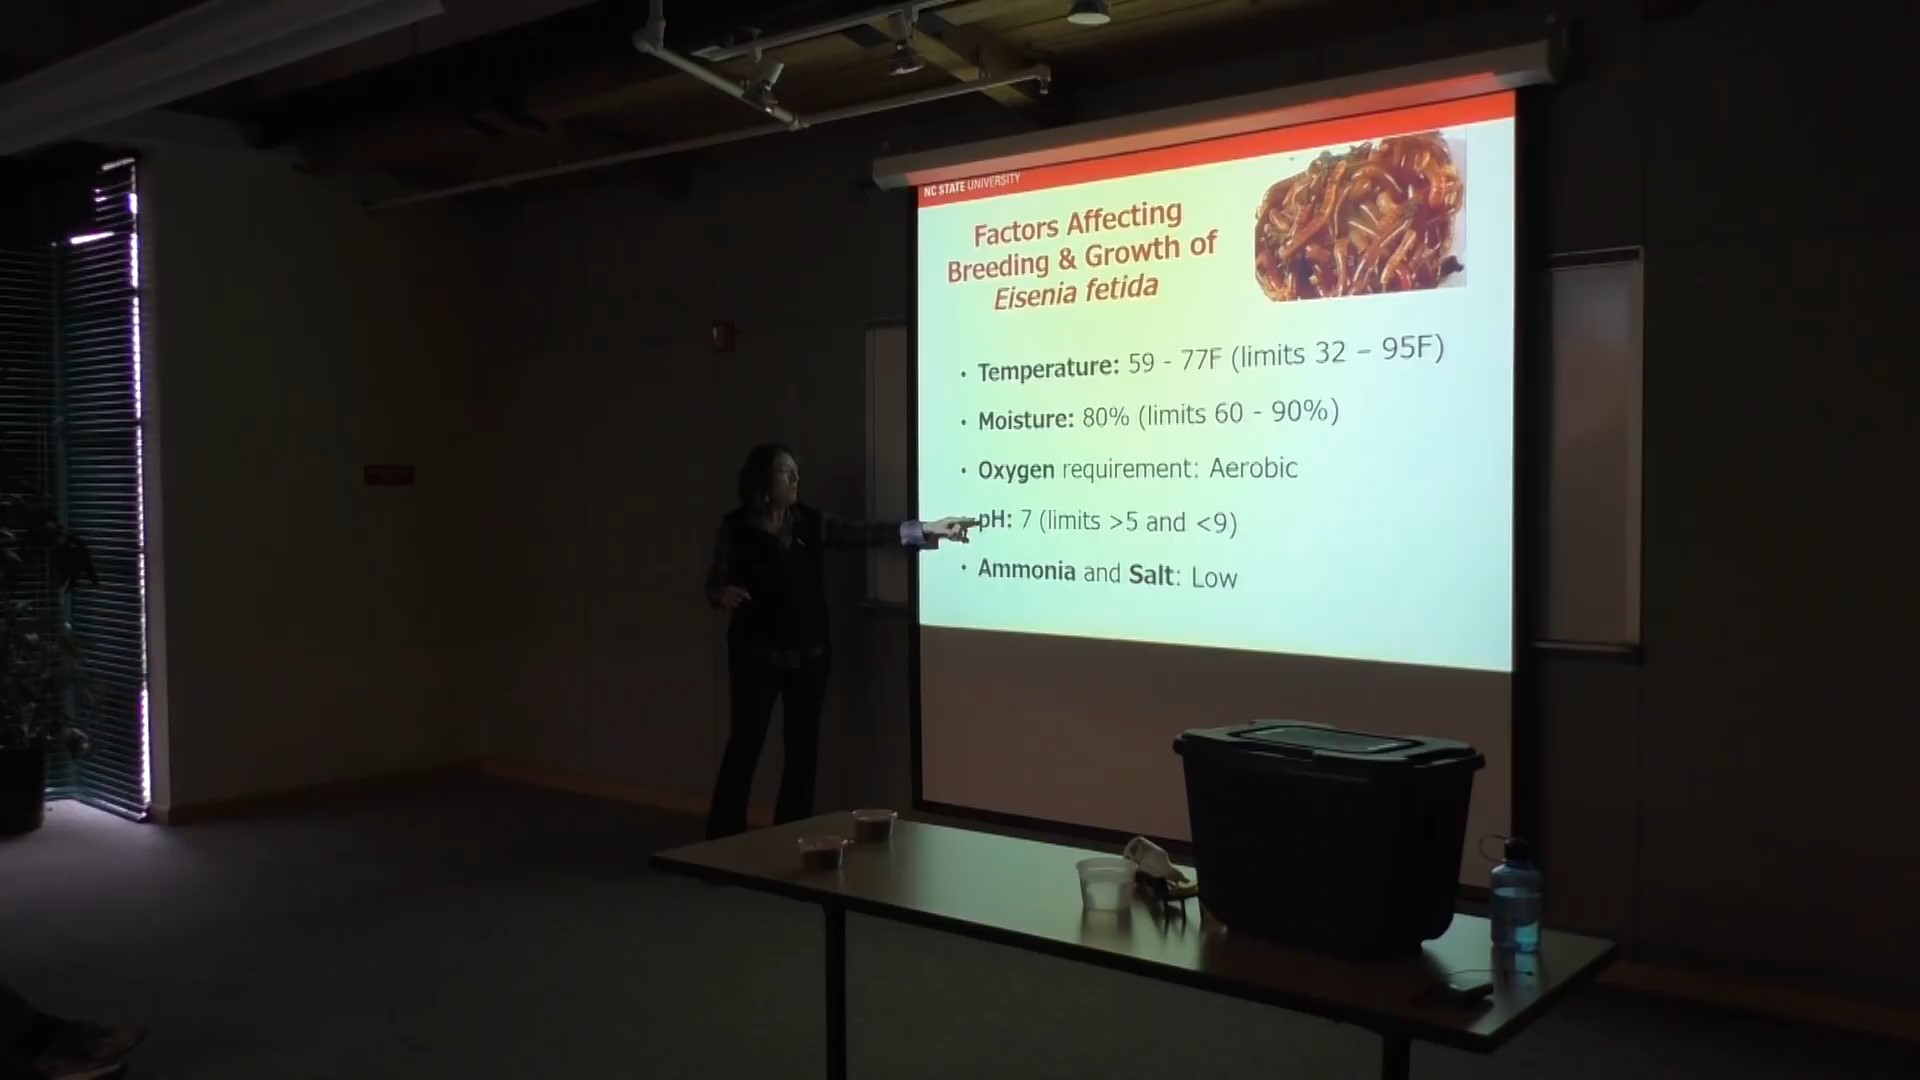 NC STATE UNIVERSITY
Factors Affecting
Breeding & Growth of
Eisenia fetida
• Temperature: 59 - 77F (limits 32 – 95F)
• Moisture: 80% (limits 60 - 90%)
• Oxygen requirement: Aerobic
pH: 7 (limits >5 and <9)
• Ammonia and Salt: Low